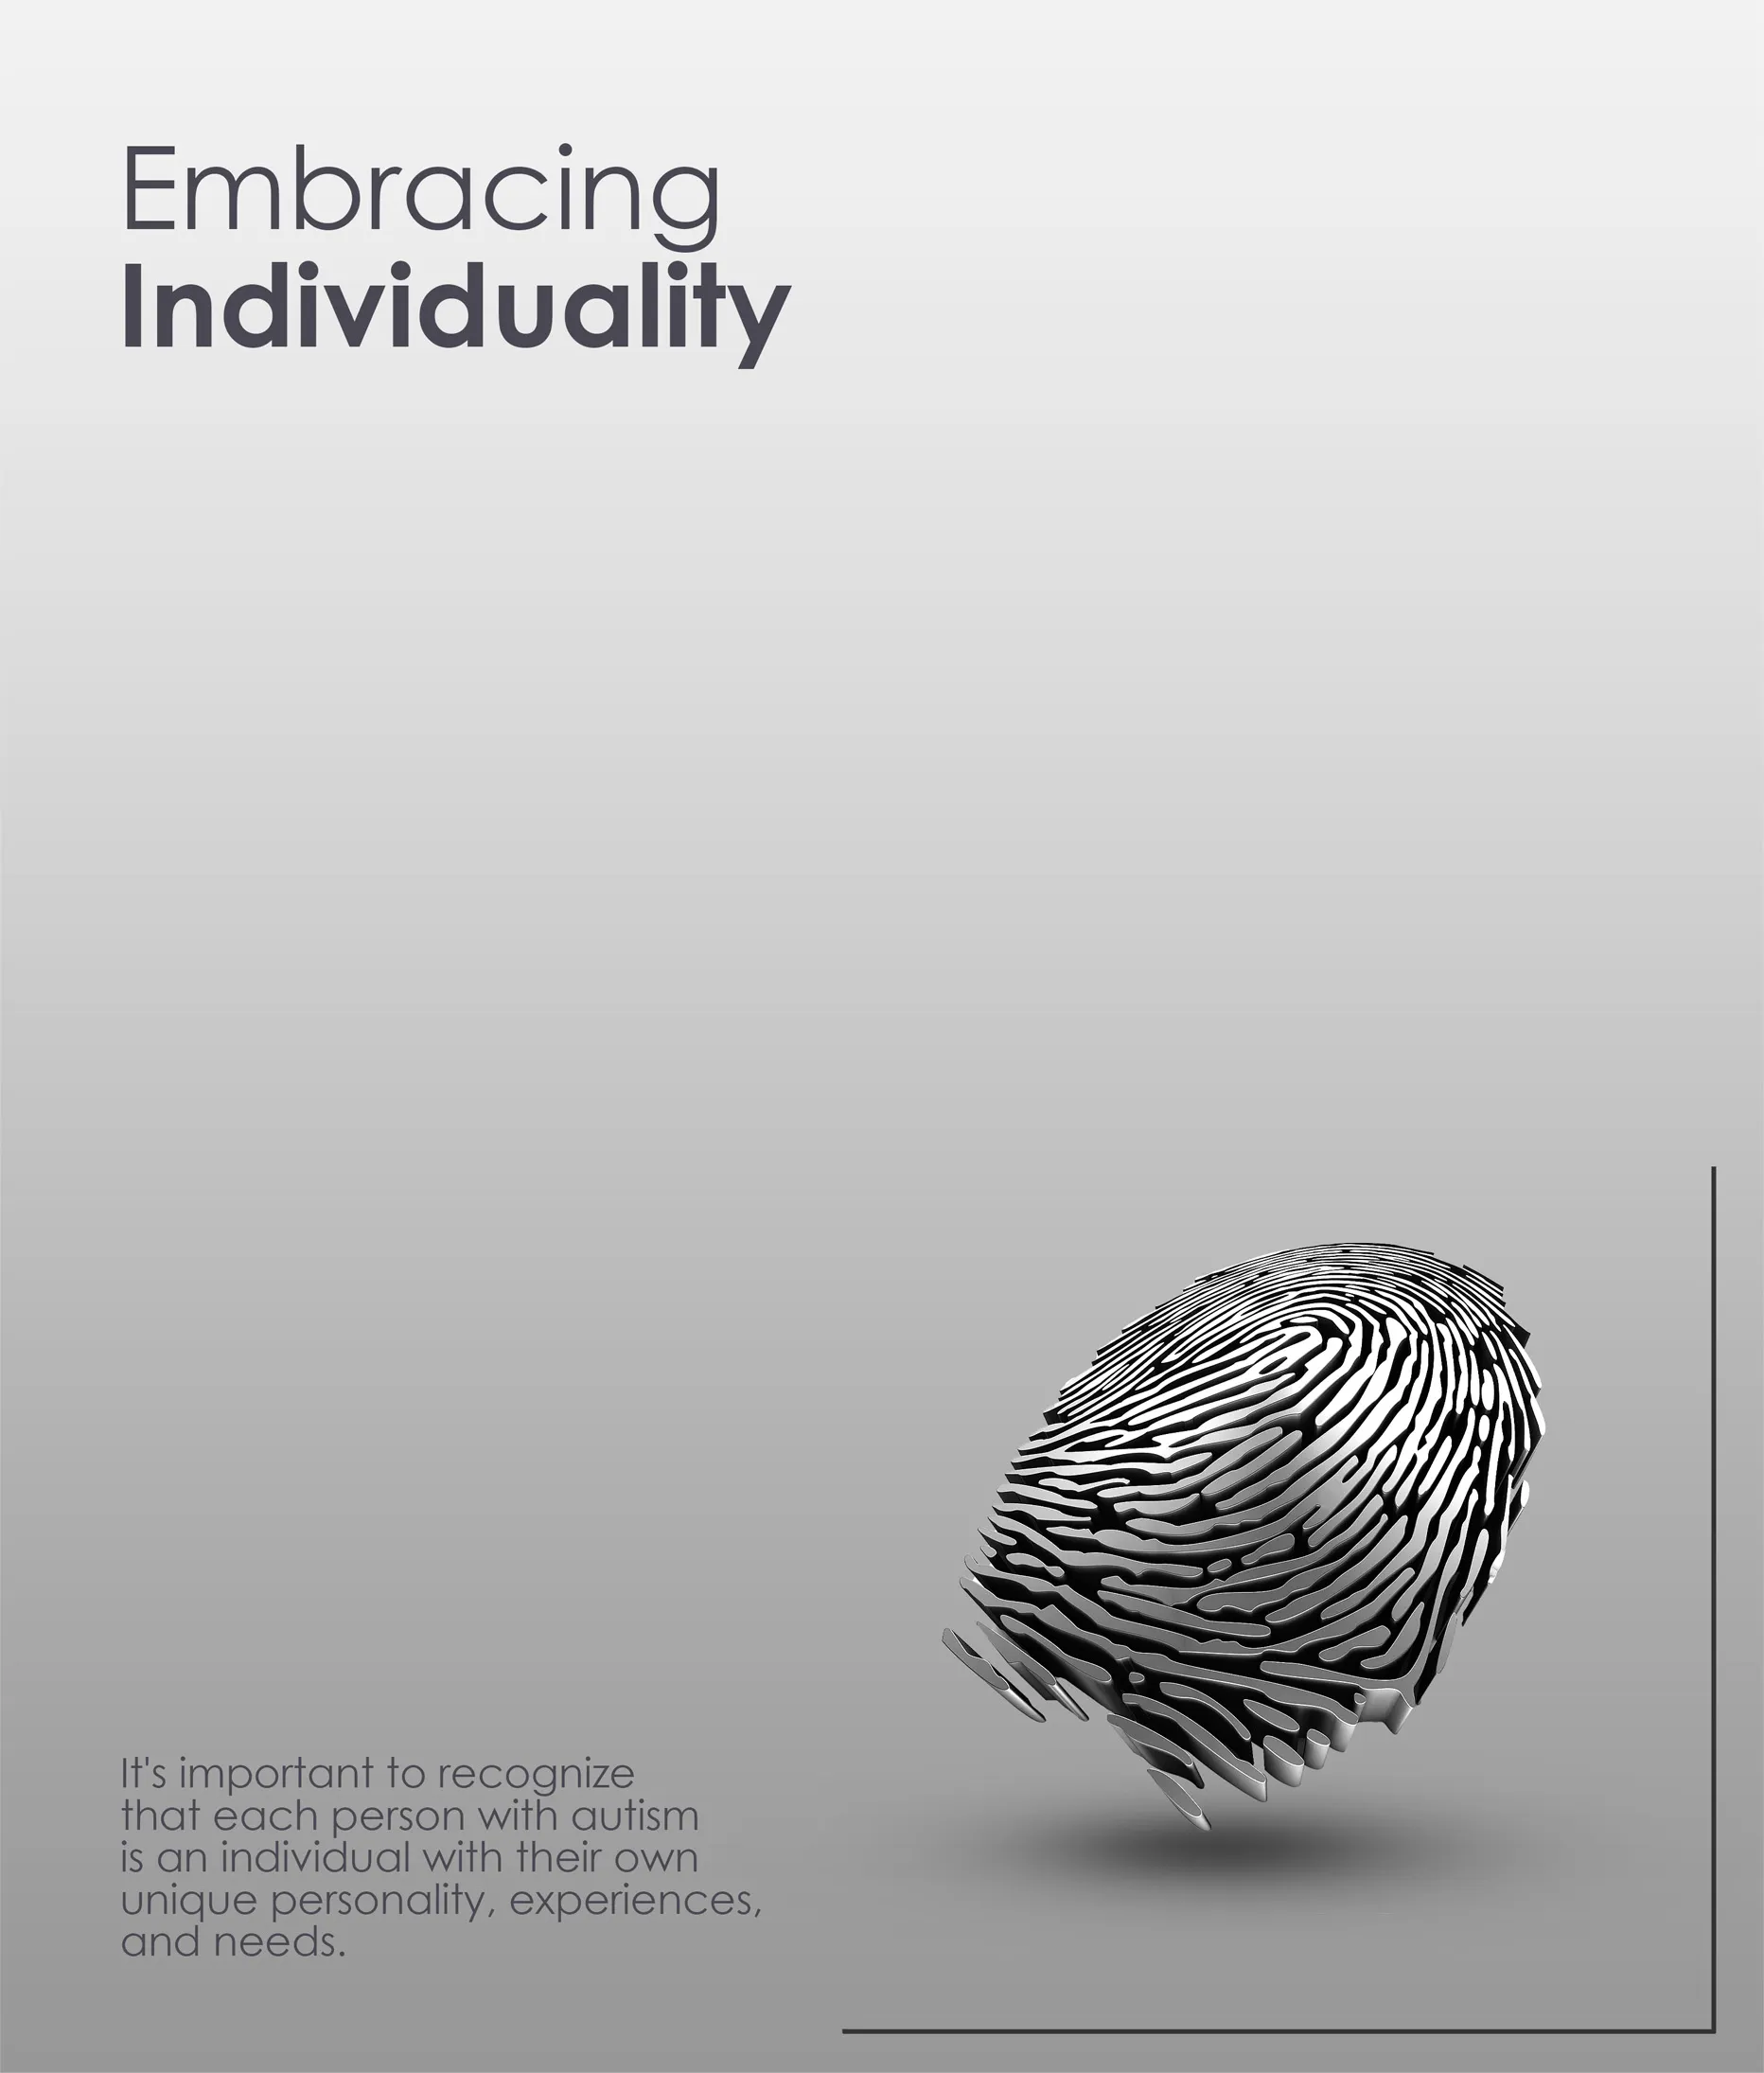 Embracing
Individuality
It's important to recognize
that each person with autism
is an individual with their own
unique personality, experiences,
and needs.